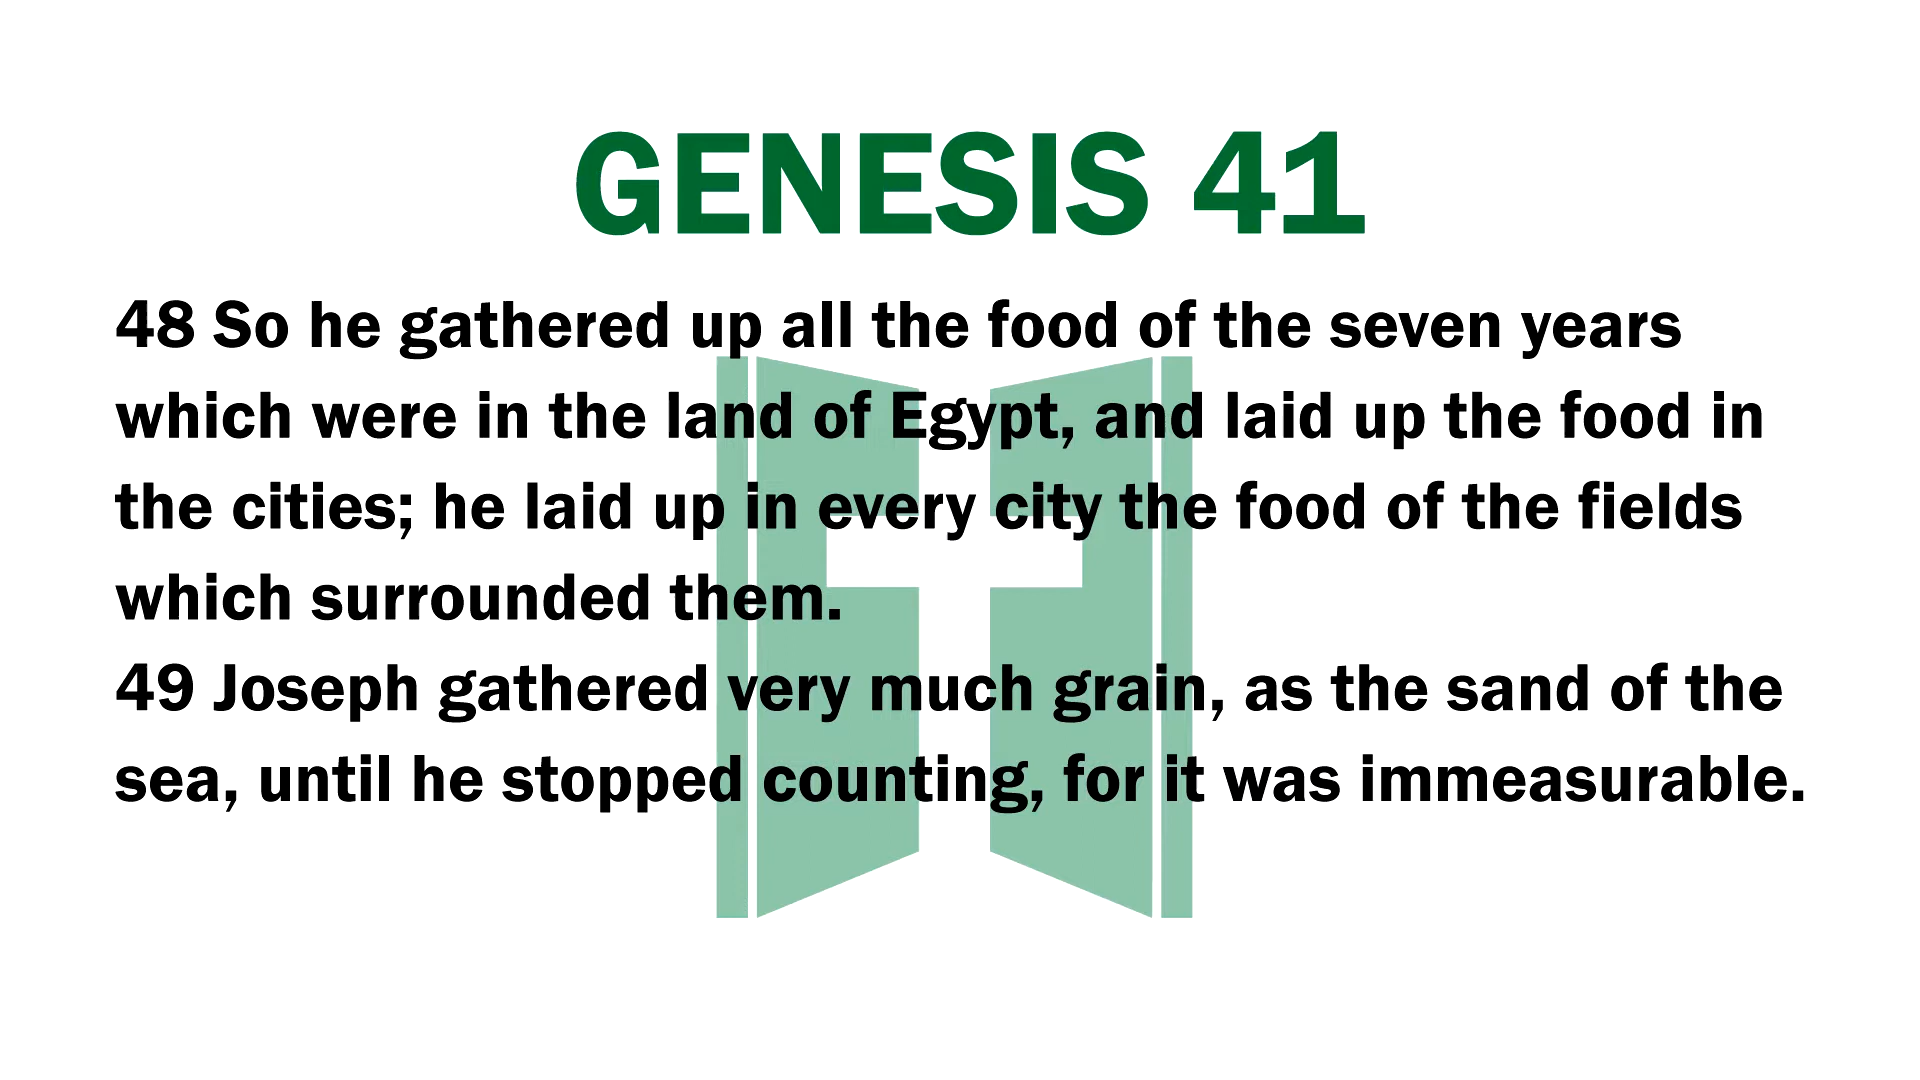 GENESIS 41
48 So he gathered up all the food of the seven years
which were in the land of Egypt, and laid up the food in
the cities; he laid up in every city the food of the fields
which surrounded them.
49 Joseph gathered very much grain, as the sand of the
sea, until he stopped counting, for it was immeasurable.